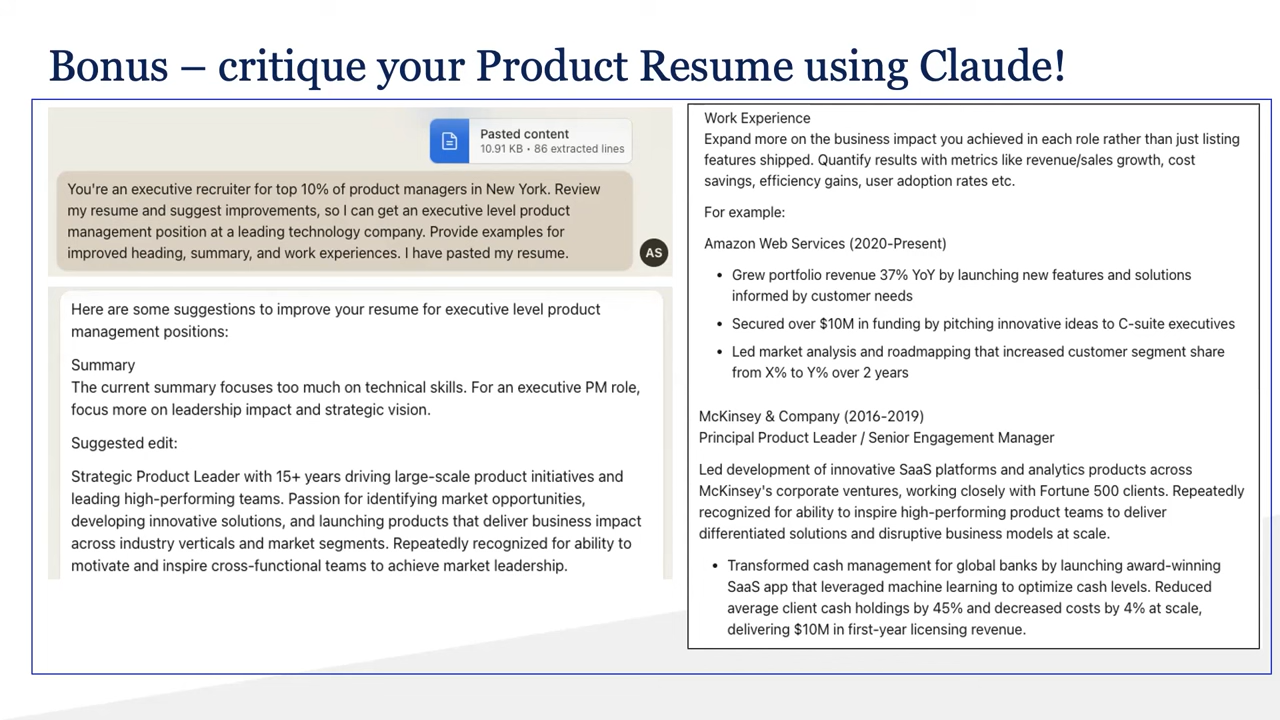 Bonus – critique your Product Resume using Claude!
Pasted content
10.91 KB • 86 extracted lines
You're an executive recruiter for top 10% of product managers in New York. Review
my resume and suggest improvements, so I can get an executive level product
management position at a leading technology company. Provide examples for
improved heading, summary, and work experiences. I have pasted my resume.
AS
Here are some suggestions to improve your resume for executive level product
management positions:
Summary
The current summary focuses too much on technical skills. For an executive PM role,
focus more on leadership impact and strategic vision.
Suggested edit:
Strategic Product Leader with 15+ years driving large-scale product initiatives and
leading high-performing teams. Passion for identifying market opportunities,
developing innovative solutions, and launching products that deliver business impact
across industry verticals and market segments. Repeatedly recognized for ability to
motivate and inspire cross-functional teams to achieve market leadership.
Work Experience
Expand more on the business impact you achieved in each role rather than just listing
features shipped. Quantify results with metrics like revenue/sales growth, cost
savings, efficiency gains, user adoption rates etc.
For example:
Amazon Web Services (2020-Present)
• Grew portfolio revenue 37% YoY by launching new features and solutions
informed by customer needs
• Secured over $10M in funding by pitching innovative ideas to C-suite executives
• Led market analysis and roadmapping that increased customer segment share
from X% to Y% over 2 years
McKinsey & Company (2016-2019)
Principal Product Leader / Senior Engagement Manager
Led development of innovative SaaS platforms and analytics products across
McKinsey's corporate ventures, working closely with Fortune 500 clients. Repeatedly
recognized for ability to inspire high-performing product teams to deliver
differentiated solutions and disruptive business models at scale.
• Transformed cash management for global banks by launching award-winning
SaaS app that leveraged machine learning to optimize cash levels. Reduced
average client cash holdings by 45% and decreased costs by 4% at scale,
delivering $10M in first-year licensing revenue.